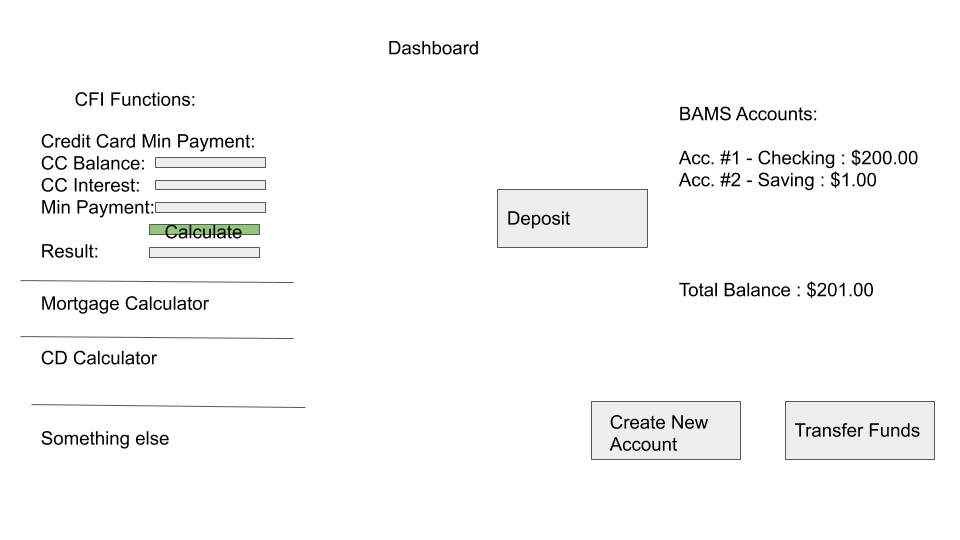 Dashboard
CFI Functions:
Credit Card Min Payment:
CC Balance:
CC Interest:
Min Payment:
Calculate
Result:
Mortgage Calculator
CD Calculator
Something else
Deposit
BAMS Accounts:
Acc. #1 - Checking : $200.00
Acc. #2 - Saving : $1.00
Total Balance : $201.00
Create New
Account
Transfer Funds